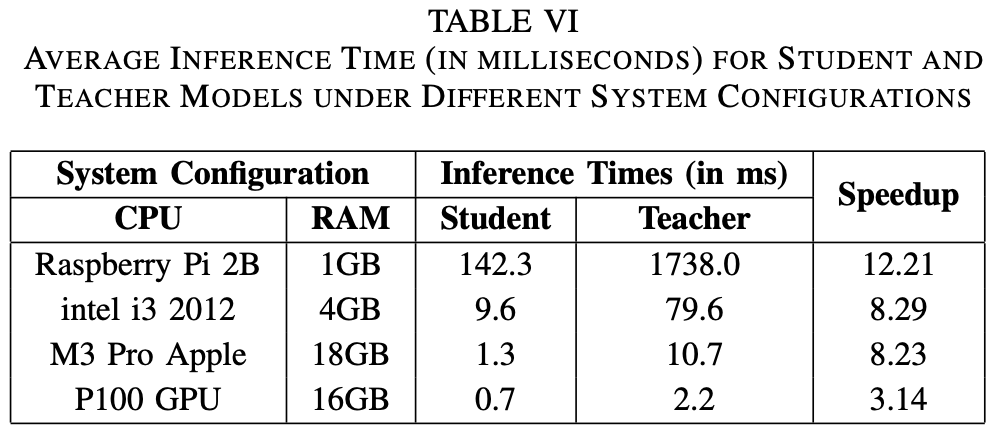 TABLE VI
AVERAGE INFERENCE TIME (IN MILLISECONDS) FOR STUDENT AND
TEACHER MODELS UNDER DIFFERENT SYSTEM CONFIGURATIONS
System Configuration Inference Times (in ms) Speedup
CPU RAM Student Teacher
Raspberry Pi 2B 1GB 142.3 1738.0 12.21
intel i3 2012 4GB 9.6 79.6 8.29
M3 Pro Apple 18GB 1.3 10.7 8.23
P100 GPU 16GB 0.7 2.2 3.14